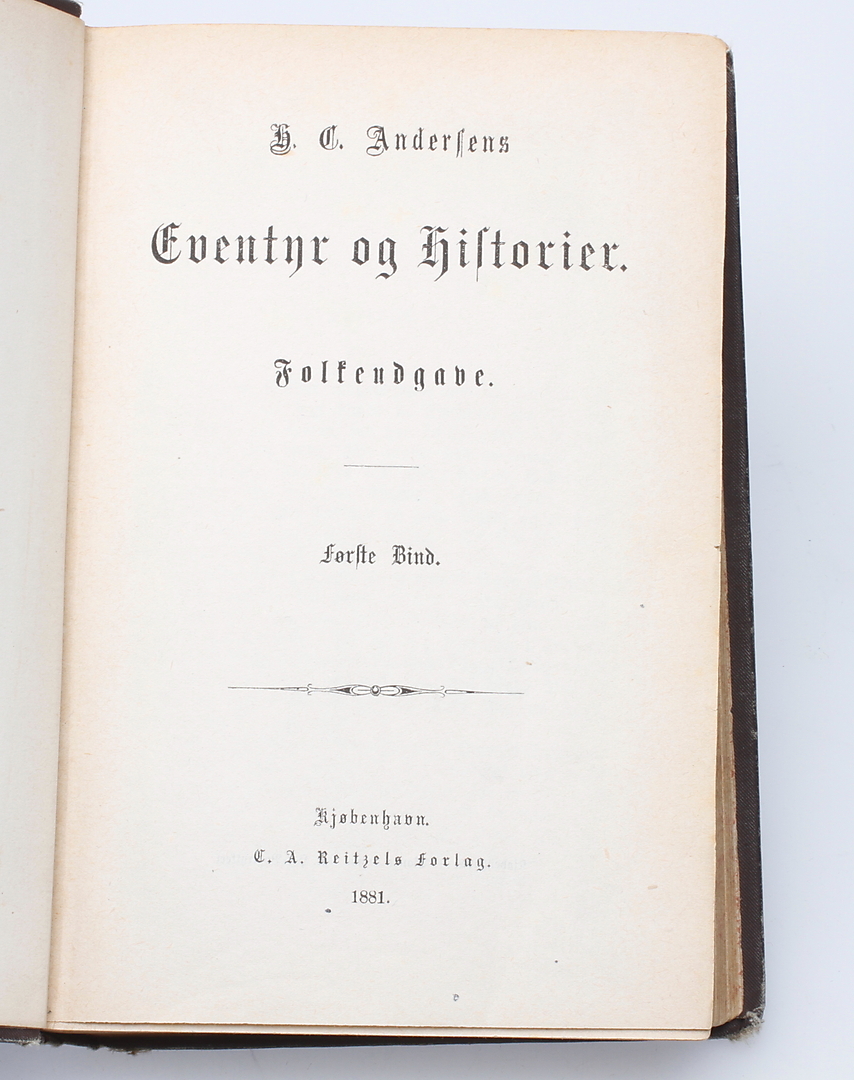 H. C. Anderſens
Eventyr og Hiſtorier.
Folkeudgave.
Førſte Bind.
Kjøbenhavn.
C. A. Reitzels Forlag.
1881.